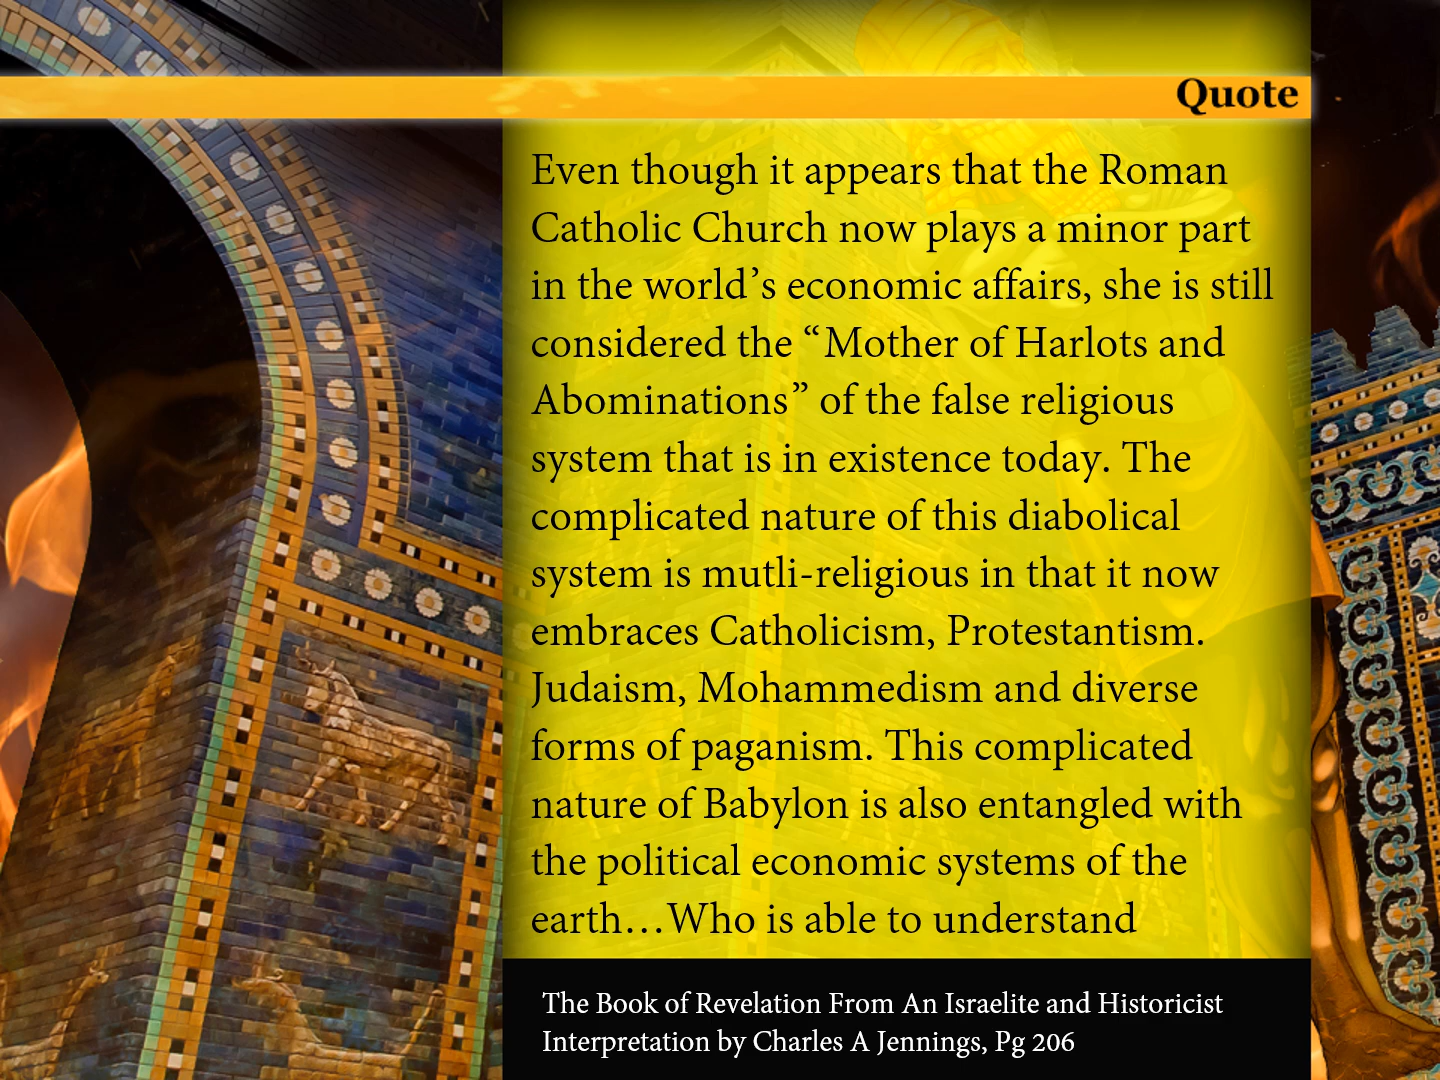 Quote
Even though it appears that the Roman
Catholic Church now plays a minor part
in the world’s economic affairs, she is still
considered the “Mother of Harlots and
Abominations” of the false religious
system that is in existence today. The
complicated nature of this diabolical
system is mutli-religious in that it now
embraces Catholicism, Protestantism.
Judaism, Mohammedism and diverse
forms of paganism. This complicated
nature of Babylon is also entangled with
the political economic systems of the
earth…Who is able to understand
The Book of Revelation From An Israelite and Historicist
Interpretation by Charles A Jennings, Pg 206